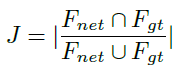 J = |\frac{F_{net} \cap F_{gt}}{F_{net} \cup F_{gt}}|